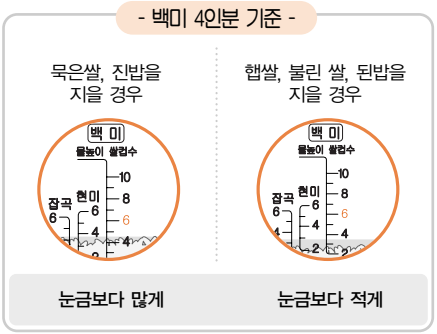 - 백미 4인분 기준 -
묵은쌀, 진밥을
지을 경우
백 미
물높이 쌀컵수
10
8
6
4
잡곡
6
현미
6
4
2
눈금보다 많게
햅쌀, 불린 쌀, 된밥을
지을 경우
백 미
물높이 쌀컵수
10
8
6
4
2
잡곡
6
4
현미
6
4
2
눈금보다 적게